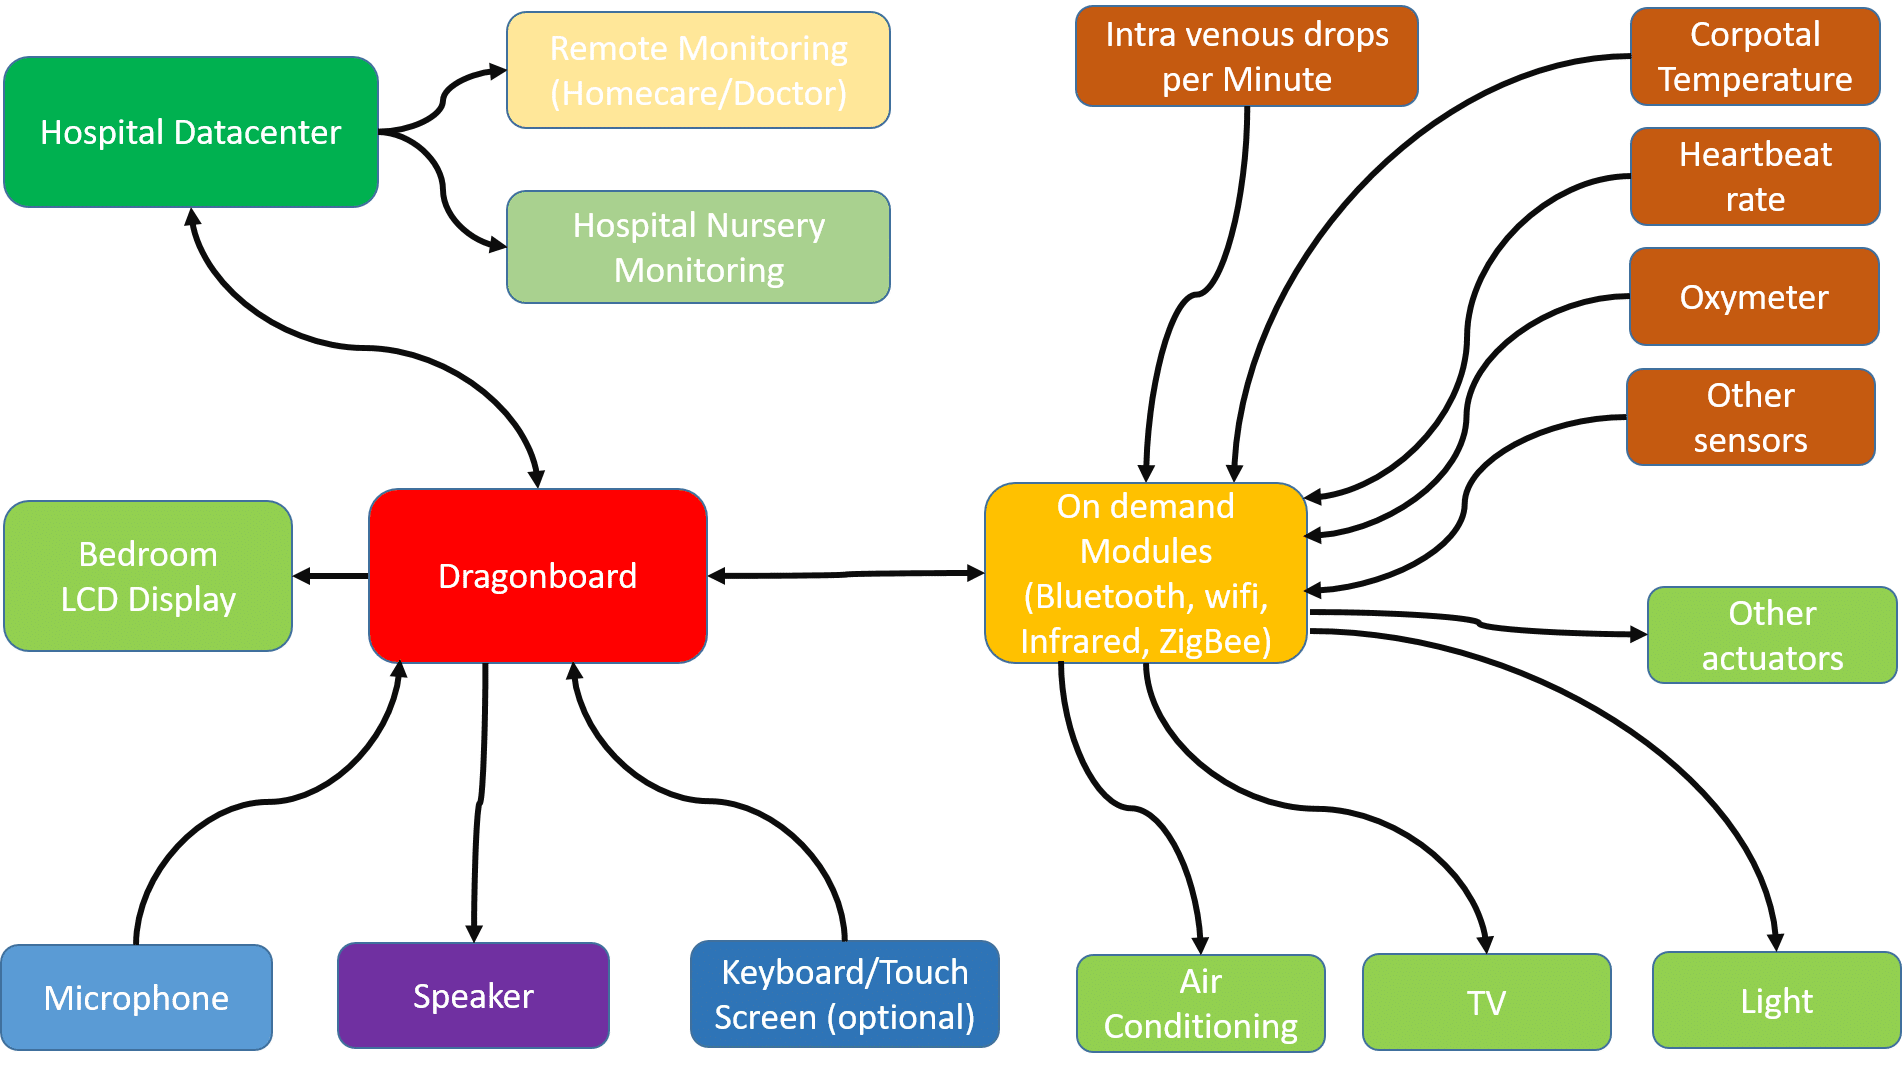 Remote Monitoring
(Homecare/Doctor)
Hospital Datacenter
Hospital Nursery
Monitoring
Intra venous drops
per Minute
Corpotal
Temperature
Heartbeat
rate
Oxymeter
Other
sensors
Bedroom
LCD Display
Dragonboard
On demand
Modules
(Bluetooth, wifi,
Infrared, ZigBee)
Other
actuators
Microphone
Speaker
Keyboard/Touch
Screen (optional)
Air
Conditioning
TV
Light